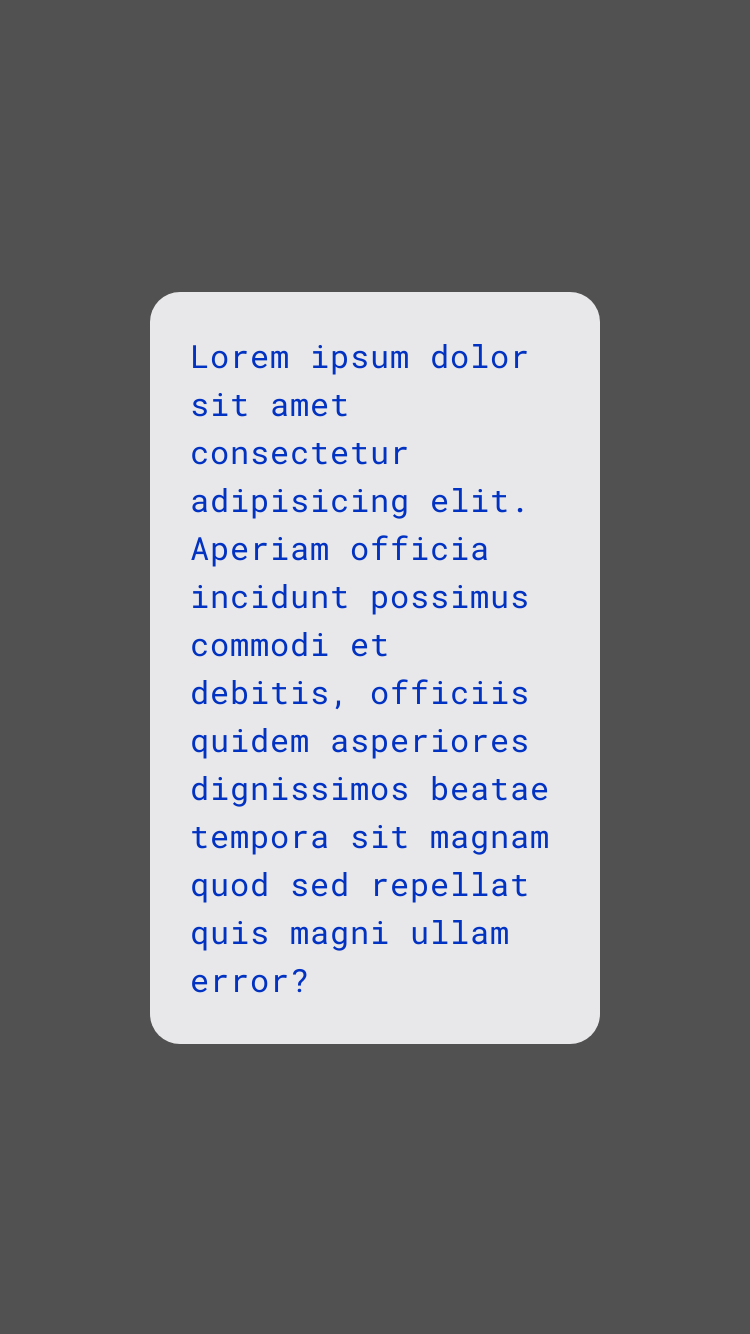 Lorem ipsum dolor
sit amet
consectetur
adipisicing elit.
Aperiam officia
incidunt possimus
commodi et
debitis, officiis
quidem asperiores
dignissimos beatae
tempora sit magnam
quod sed repellat
quis magni ullam
error?